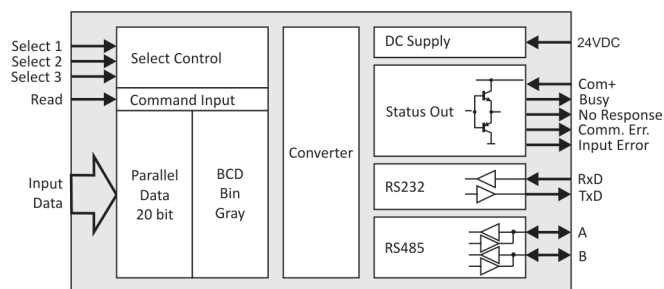 Select 1
Select 2
Select 3
Read
Input
Data
Select Control
Command Input
Parallel
Data
20 bit
BCD
Bin
Gray
Converter
DC Supply
Status Out
RS232
RS485
24VDC
Com+
Busy
No Response
Comm. Err.
Input Error
RxD
TxD
A
B